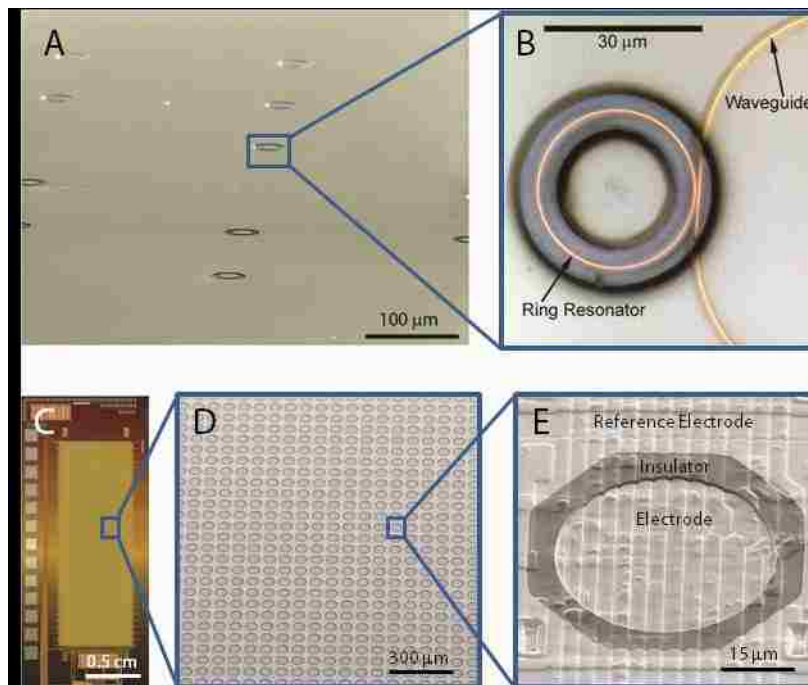 A
100 µm
B
30 µm
Waveguide
Ring Resonator
C
0.5 cm
D
300 µm
E
Reference Electrode
Insulator
Electrode
15 µm